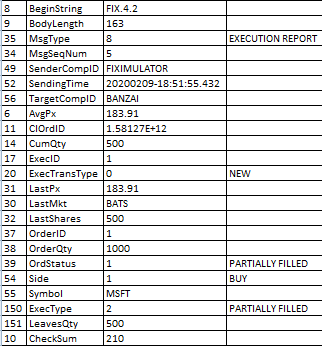 8 BeginString FIX.4.2
9 BodyLength 163
35 MsgType 8 EXECUTION REPORT
34 MsgSeqNum 5
49 SenderCompID FIXIMULATOR
52 SendingTime 20200209-18:51:55.432
56 TargetCompID BANZAI
6 AvgPx 183.91
11 ClOrdID 1.58127E+12
14 CumQty 500
17 ExecID 1
20 ExecTransType 0 NEW
31 LastPx 183.91
30 LastMkt BATS
32 LastShares 500
37 OrderID 1
38 OrderQty 1000
39 OrdStatus 1 PARTIALLY FILLED
54 Side 1 BUY
55 Symbol MSFT
150 ExecType 2 PARTIALLY FILLED
151 LeavesQty 500
10 CheckSum 210